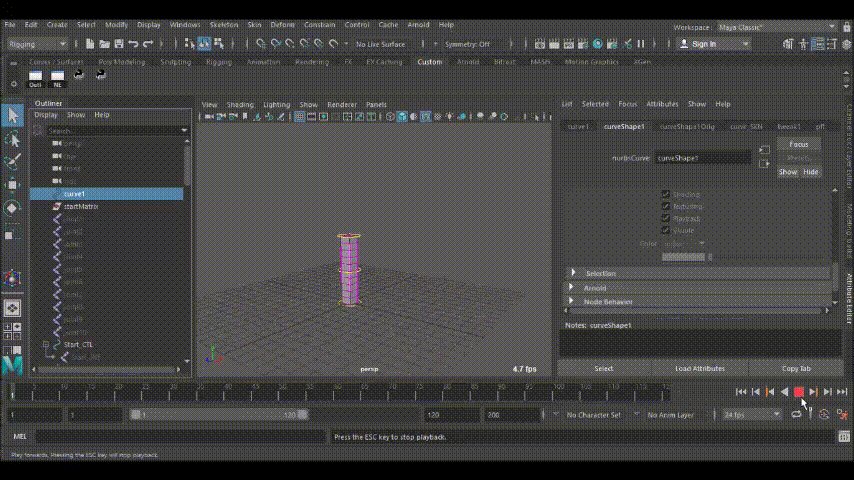 File Edit Create Select Modify Display Windows Skeleton Skin Deform Constrain Control Cache Arnold Help
Workspace: Maya Classic*
Rigging
No Live Surface
Symmetry: Off
Sign In
Curves / Surfaces Poly Modeling Sculpting Rigging Animation Rendering FX FX Caching Custom Arnold Bifrost MASH Motion Graphics XGen
Outl NE
Outliner
Display Show Help
Search...
persp
top
front
side
curve1
startMatrix
Start_CTL
View Shading Lighting Show Renderer Panels
persp
4.7 fps
List Selected Focus Attributes Show Help
curve1 curveShape1 curveShape1Orig curve_SKN tweak1
Focus
Presets
Show Hide
nurbsCurve: curveShape1
Shading
Texturing
Playback
Visible
Color
Selection
Arnold
Node Behavior
Notes: curveShape1
Select Load Attributes Copy Tab
Channel Box / Layer Editor
Modeling Toolkit
Attribute Editor
1 1 1 120 120 200
No Character Set
No Anim Layer
24 fps
MEL
Press the ESC key to stop playback.
Play forwards. Pressing the ESC key will stop playback.